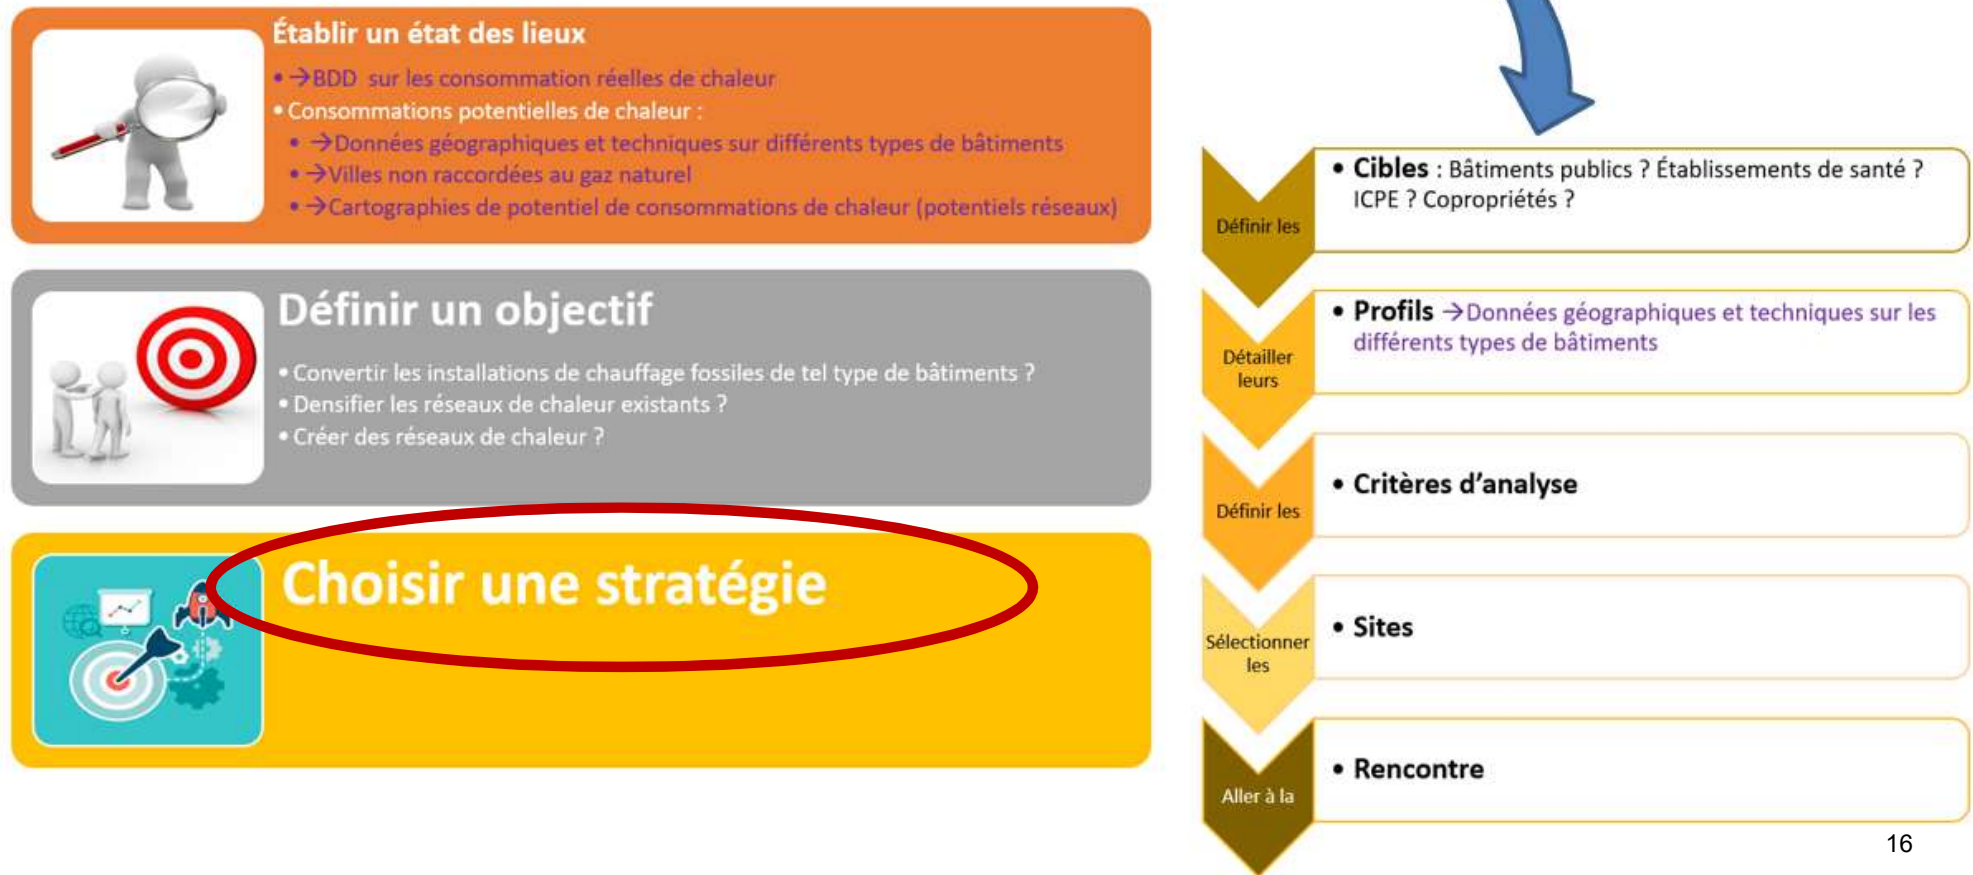 Établir un état des lieux
• →BDD sur les consommation réelles de chaleur
• Consommations potentielles de chaleur :
• →Données géographiques et techniques sur différents types de bâtiments
• →Villes non raccordées au gaz naturel
• →Cartographies de potentiel de consommations de chaleur (potentiels réseaux)
Définir un objectif
• Convertir les installations de chauffage fossiles de tel type de bâtiments ?
• Densifier les réseaux de chaleur existants ?
• Créer des réseaux de chaleur ?
Choisir une stratégie
Définir les
• Cibles : Bâtiments publics ? Établissements de santé ?
ICPE ? Copropriétés ?
Détailler
leurs
• Profils →Données géographiques et techniques sur les
différents types de bâtiments
Définir les
• Critères d’analyse
Sélectionner
les
• Sites
Aller à la
• Rencontre
16